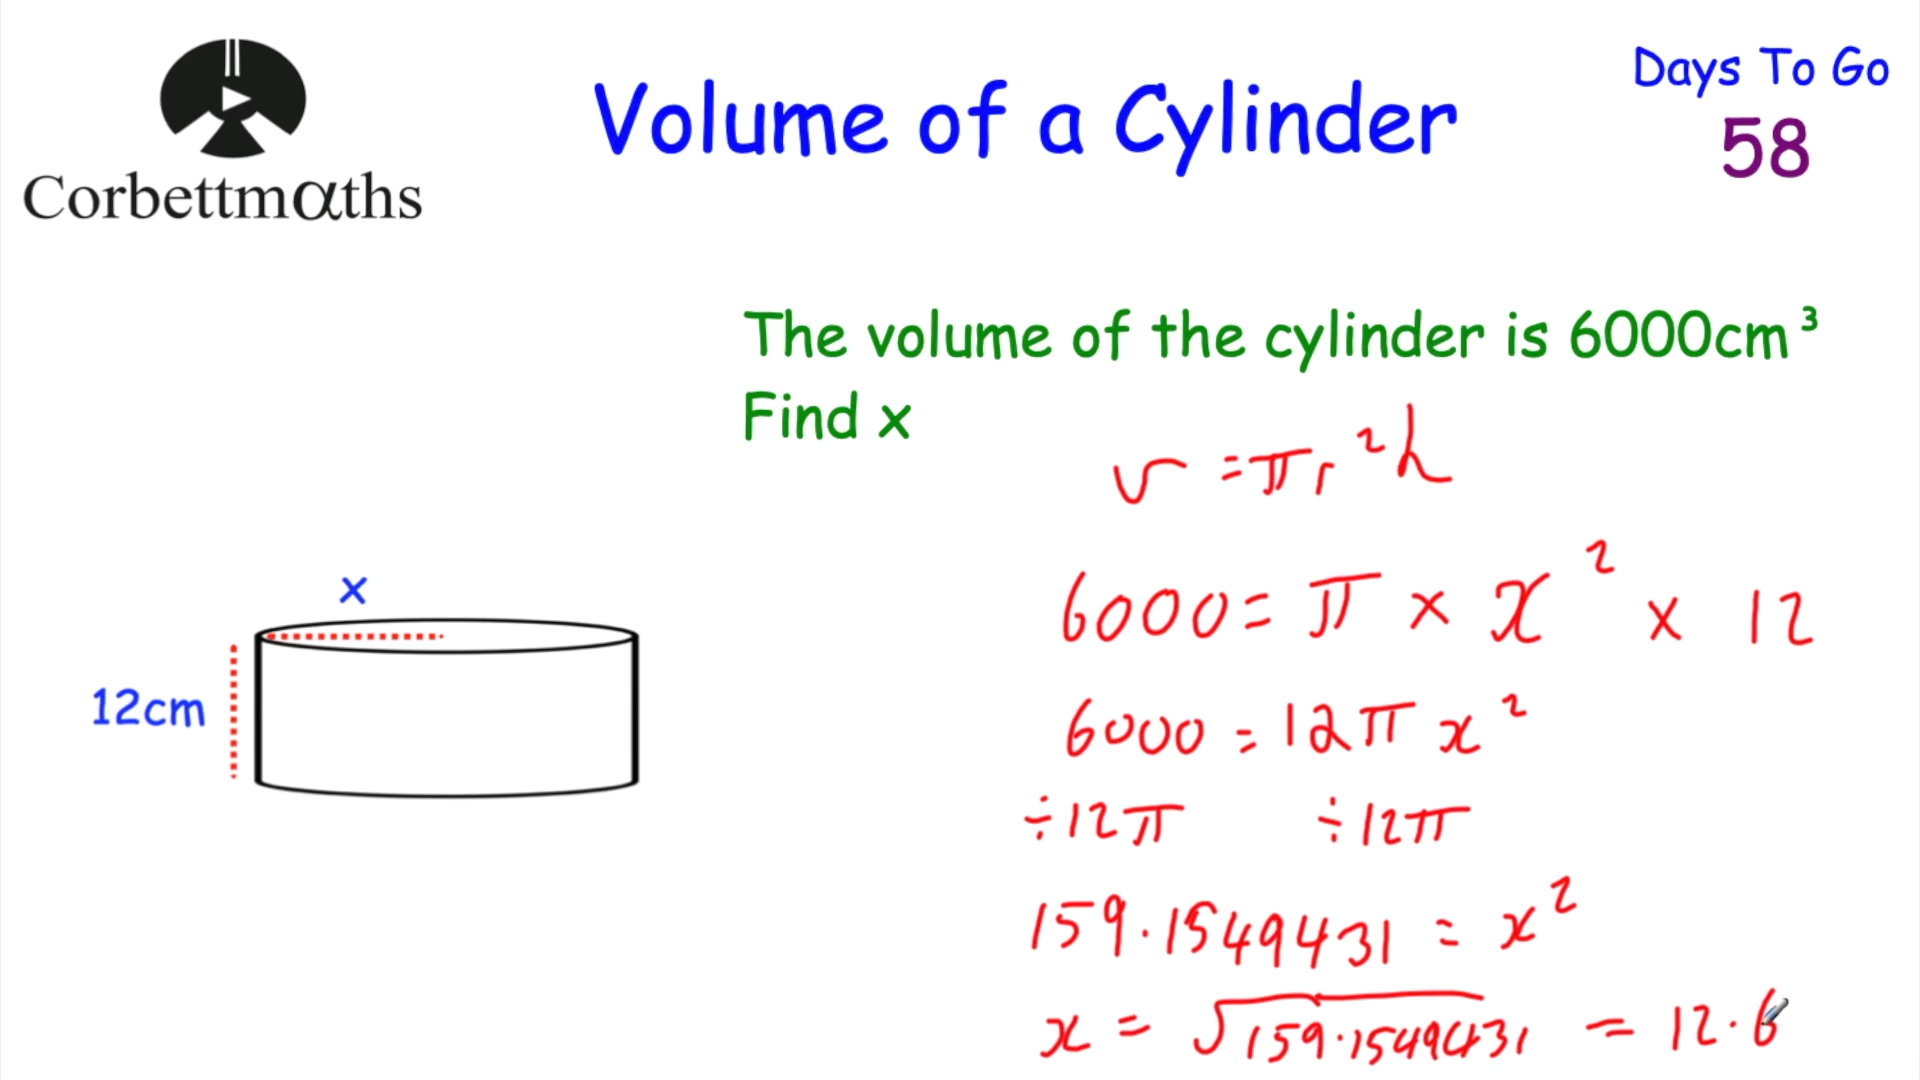 Corbettmαths
Volume of a Cylinder
Days To Go
58
The volume of the cylinder is 6000cm³
Find x
x
12cm
v = πr²h
6000 = π × x² × 12
6000 = 12πx²
÷12π ÷12π
159.1549431 = x²
x = √159.1549431 = 12.6